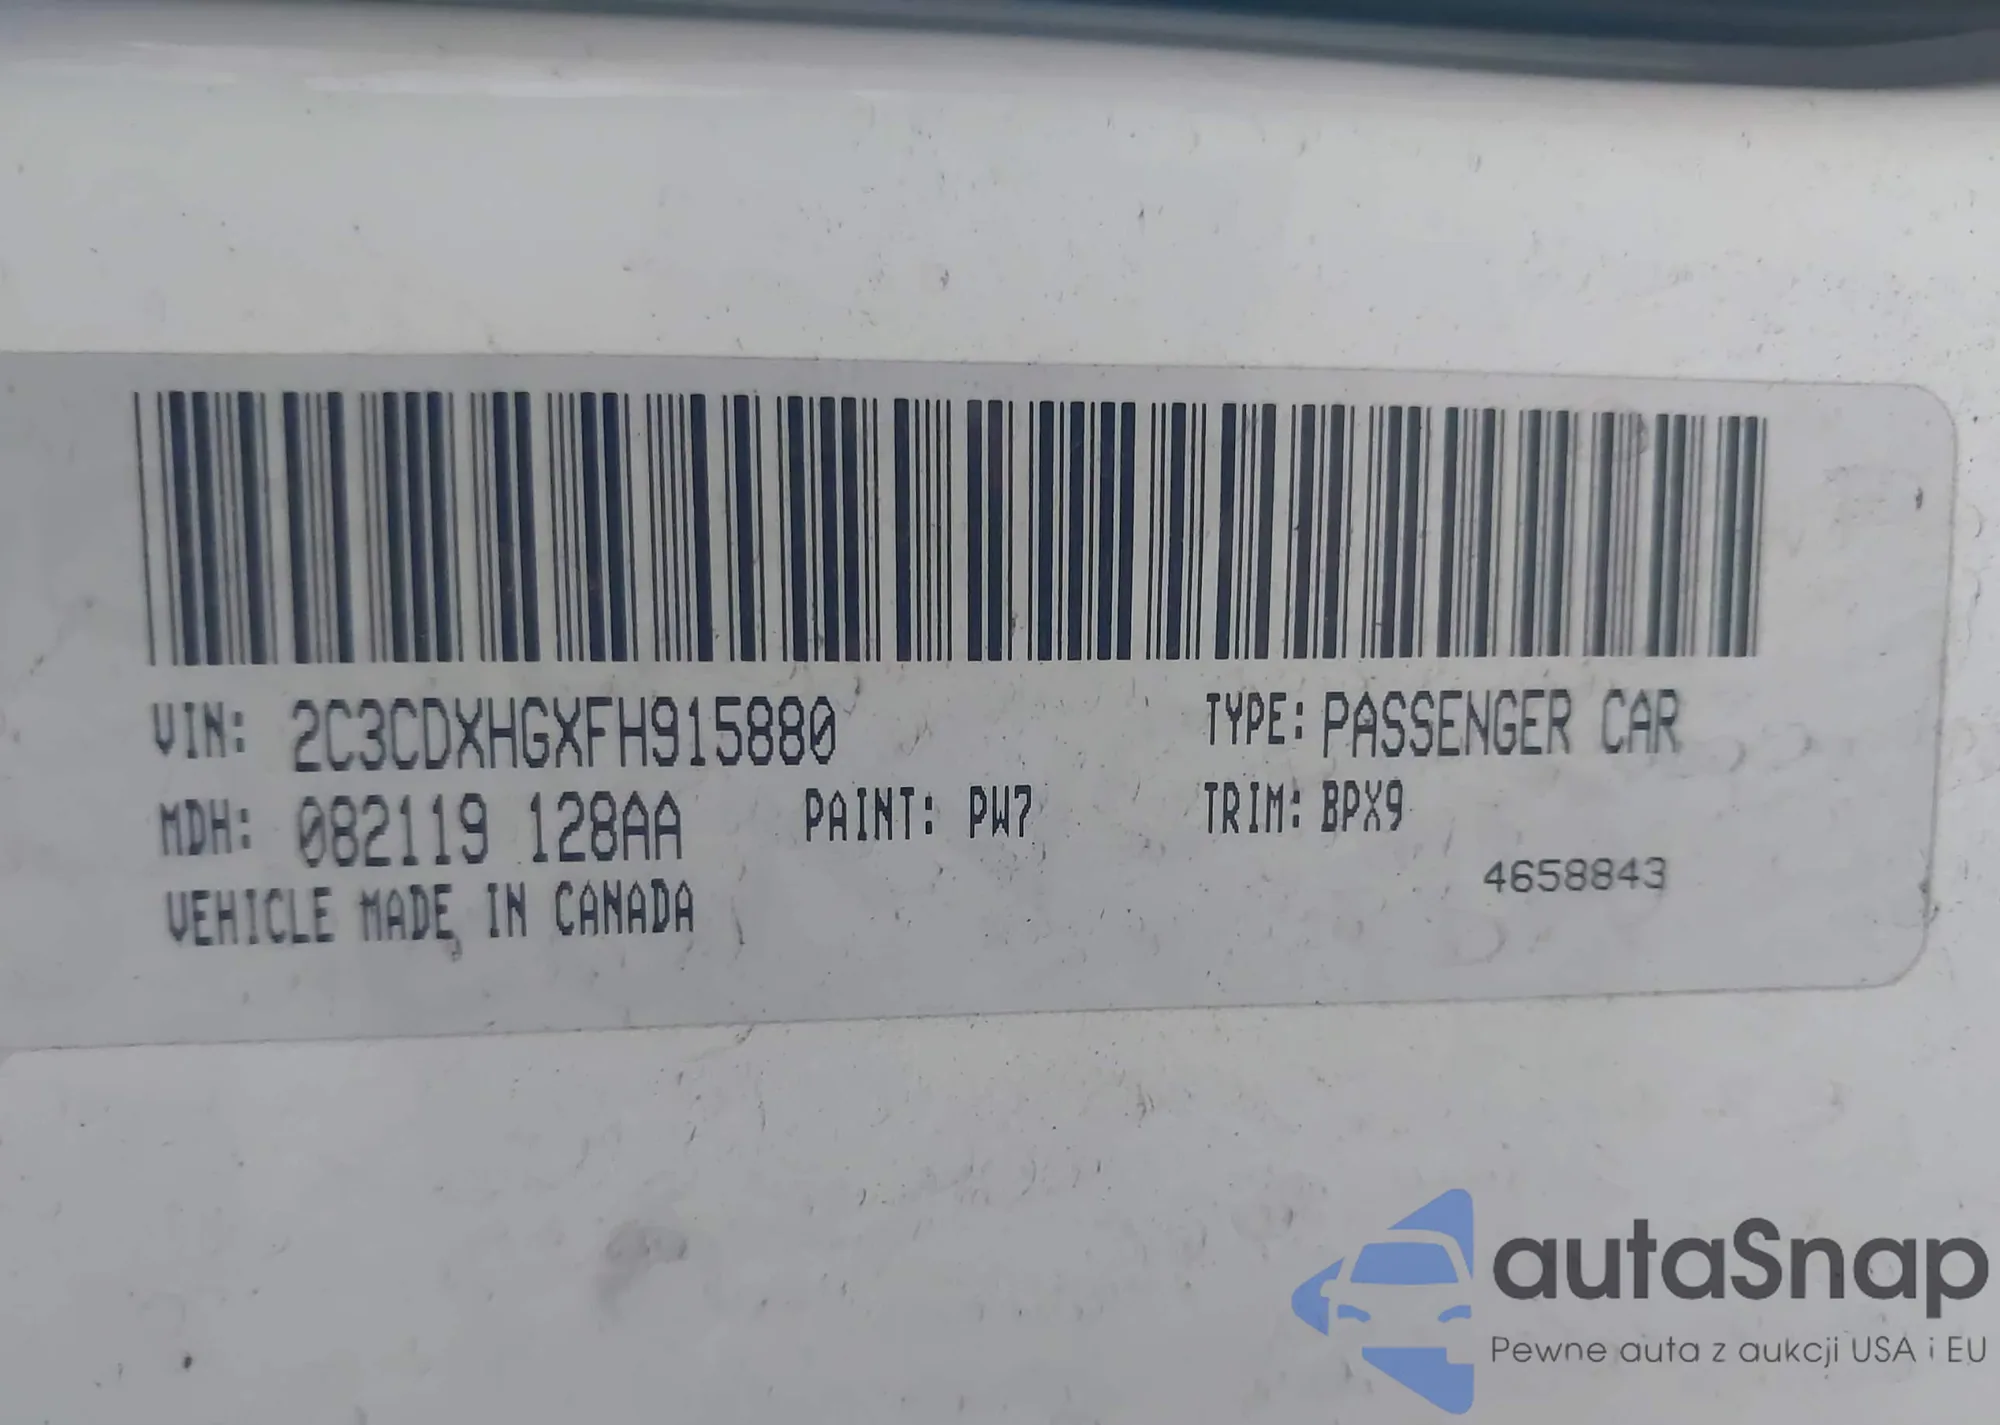 VIN: 2C3CDXHGXFH915880 TYPE: PASSENGER CAR
MDH: 082119 128AA PAINT: PW7 TRIM: BPX9
4658843
VEHICLE MADE IN CANADA
autaSnap
Pewne auta z aukcji USA i EU